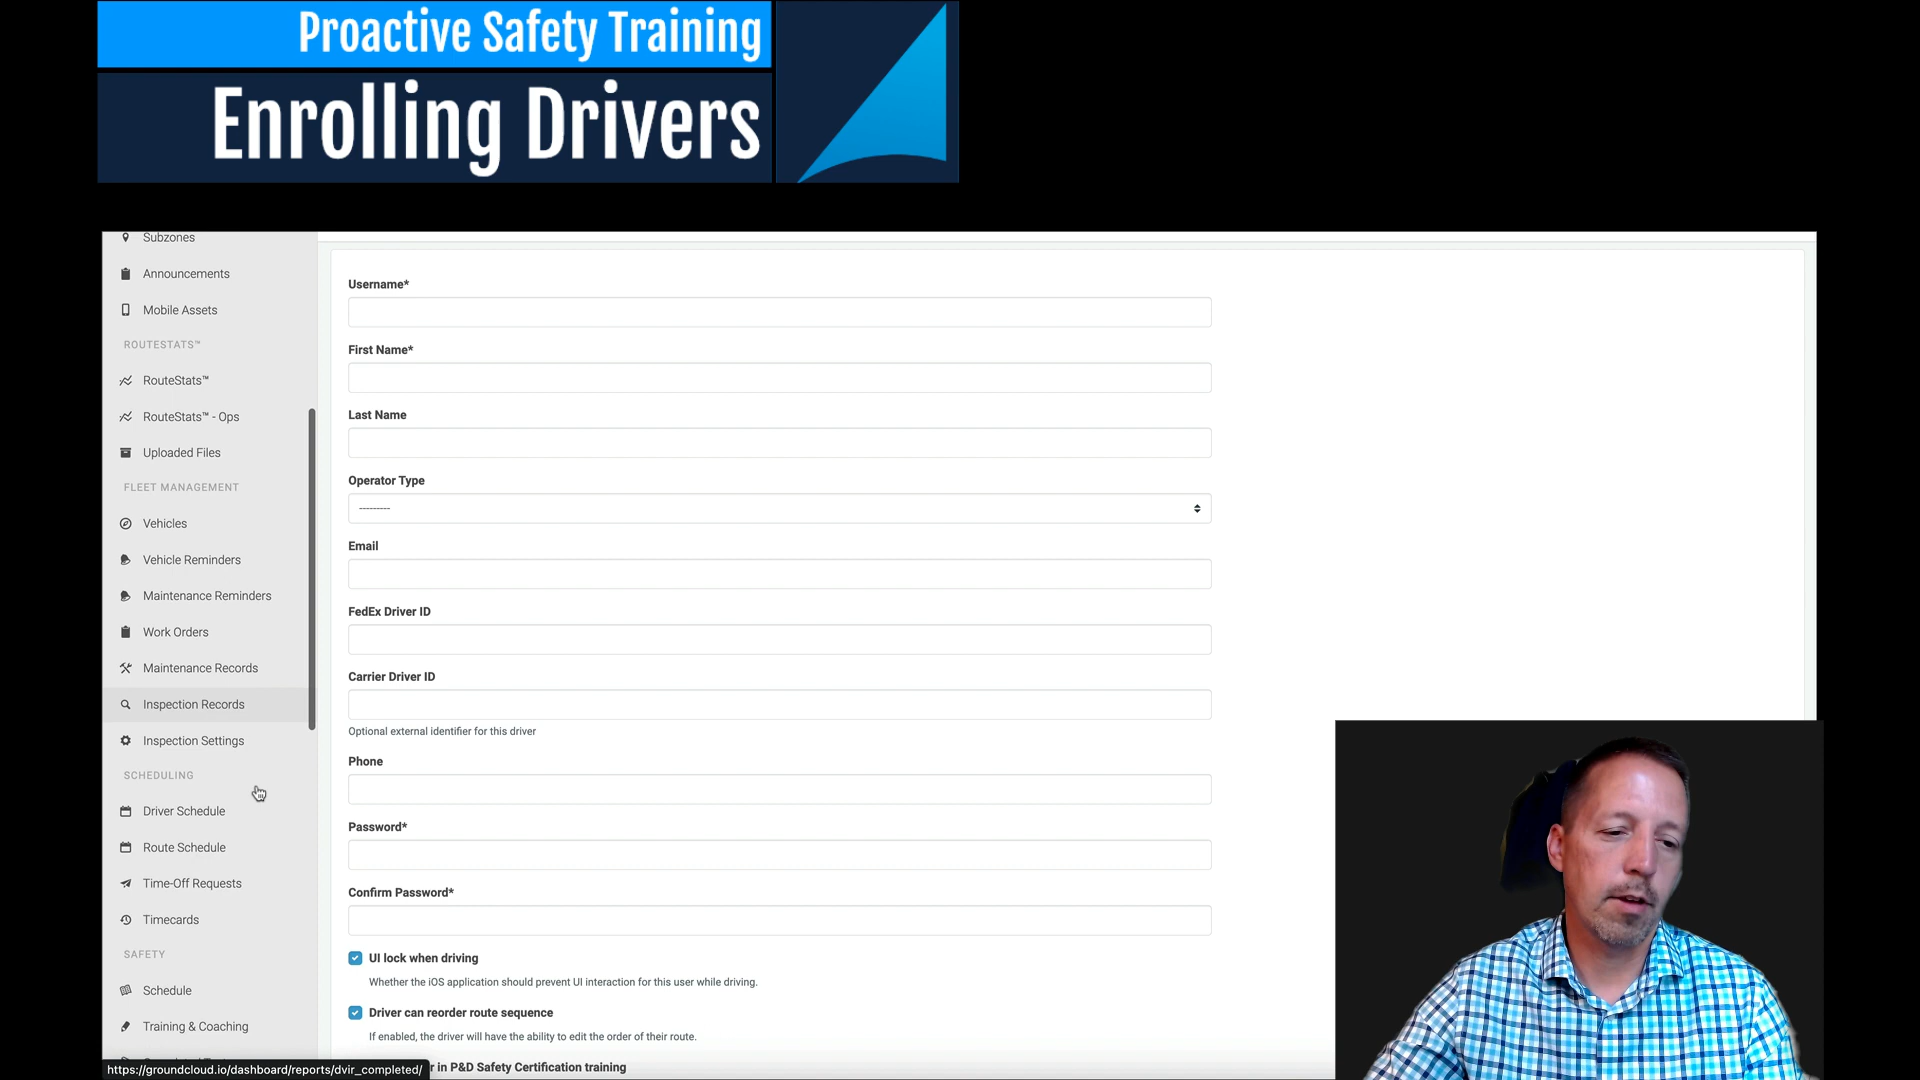 Proactive Safety Training
Enrolling Drivers
Subzones
Announcements
Mobile Assets
ROUTESTATS™
RouteStats™
RouteStats™ - Ops
Uploaded Files
FLEET MANAGEMENT
Vehicles
Vehicle Reminders
Maintenance Reminders
Work Orders
Maintenance Records
Inspection Records
Inspection Settings
SCHEDULING
Driver Schedule
Route Schedule
Time-Off Requests
Timecards
SAFETY
Schedule
Training & Coaching
https://groundcloud.io/dashboard/reports/dvir_completed/
Username*
First Name*
Last Name
Operator Type
---------
Email
FedEx Driver ID
Carrier Driver ID
Optional external identifier for this driver
Phone
Password*
Confirm Password*
UI lock when driving
Whether the iOS application should prevent UI interaction for this user while driving.
Driver can reorder route sequence
If enabled, the driver will have the ability to edit the order of their route.
in P&D Safety Certification training